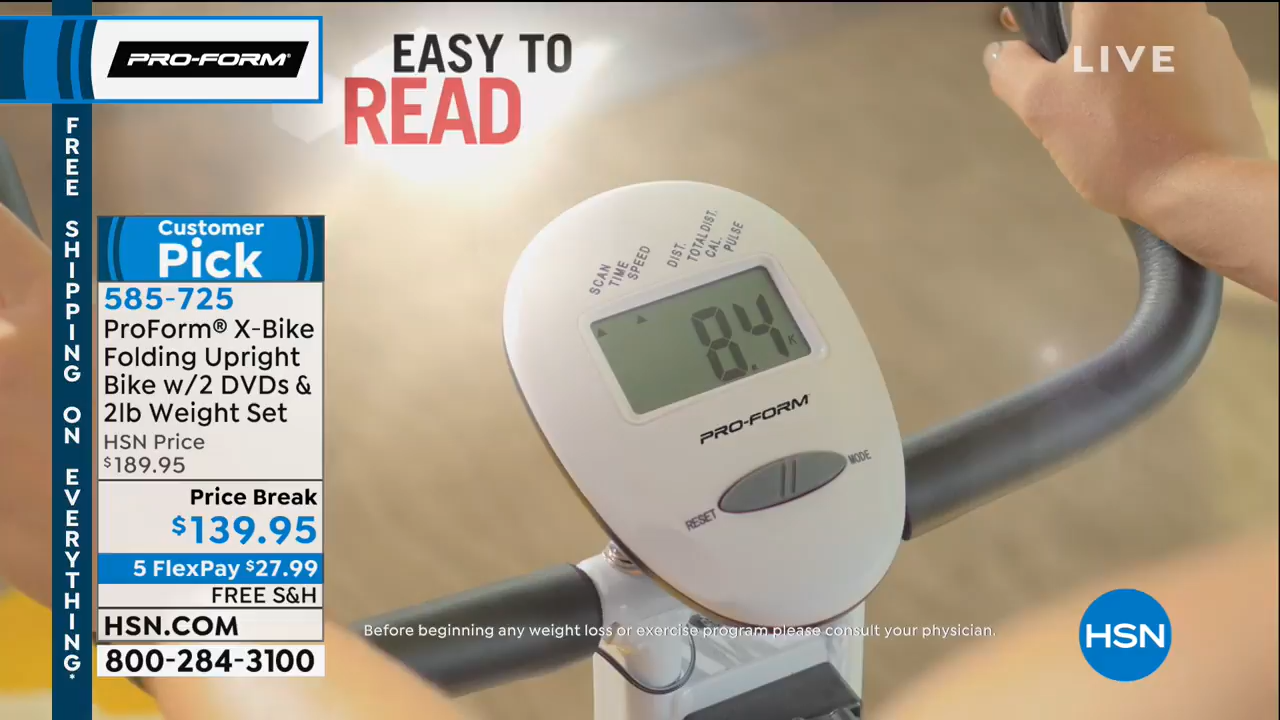 PRO-FORM®
EASY TO
READ
LIVE
FREE SHIPPING ON EVERYTHING.*
Customer
Pick
585-725
ProForm® X-Bike
Folding Upright
Bike w/2 DVDs &
2lb Weight Set
HSN Price
$189.95
Price Break
$139.95
5 FlexPay $27.99
FREE S&H
HSN.COM
800-284-3100
SCAN
TIME
SPEED
DIST.
TOTAL DIST.
CAL.
PULSE
8.4 K
PRO-FORM
RESET
MODE
Before beginning any weight loss or exercise program please consult your physician.
HSN